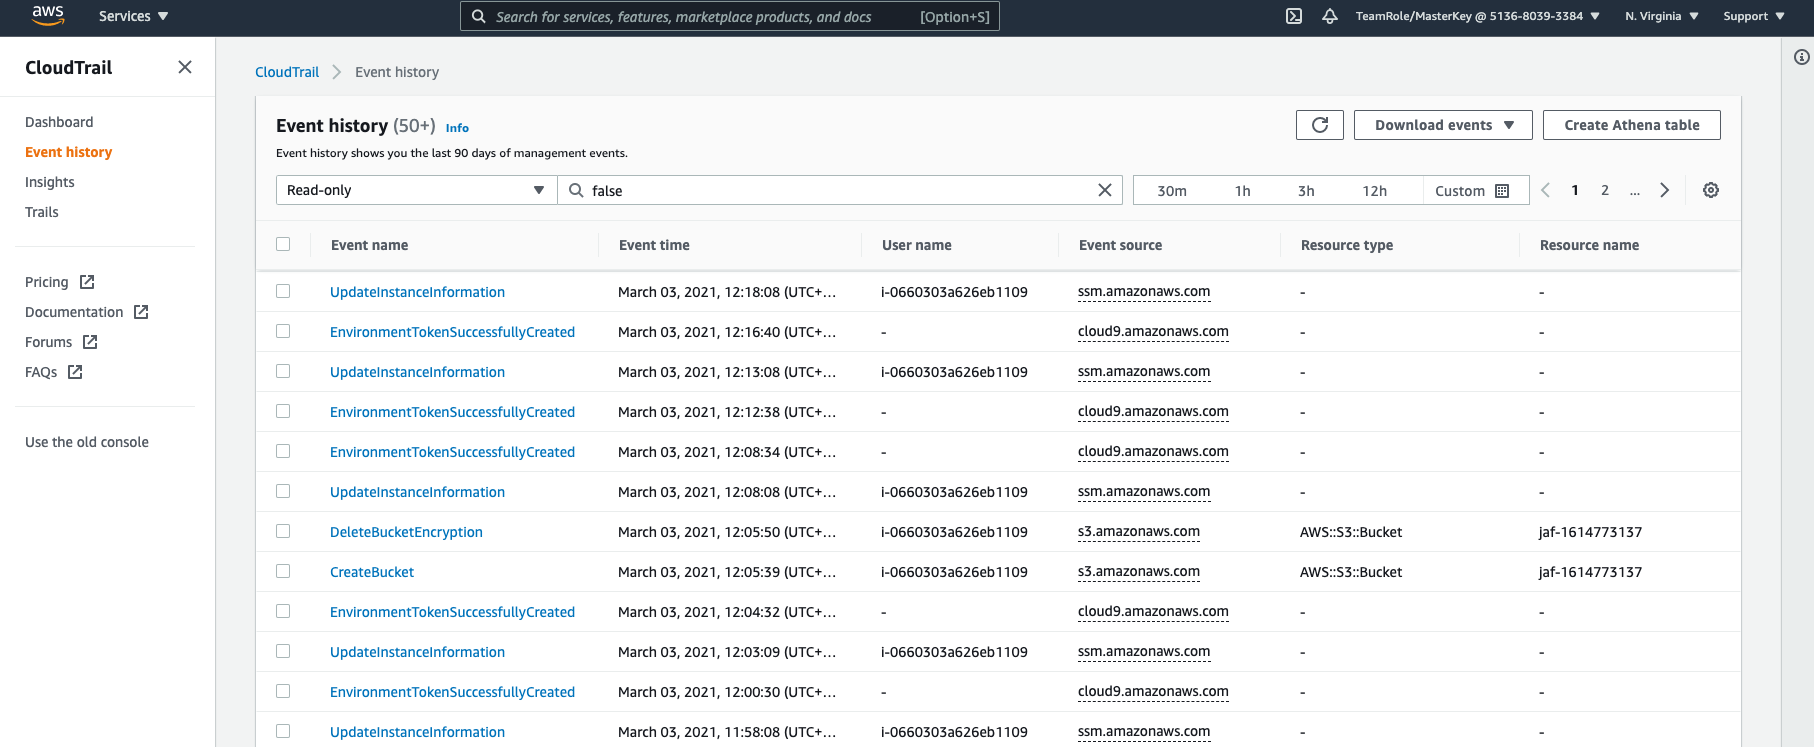 aws Services Search for services, features, marketplace products, and docs [Option+S] TeamRole/MasterKey @ 5136-8039-3384 N. Virginia Support
CloudTrail
Dashboard
Event history
Insights
Trails
Pricing
Documentation
Forums
FAQs
Use the old console
CloudTrail Event history
Event history (50+) Info
Event history shows you the last 90 days of management events.
Download events
Create Athena table
Read-only false 30m 1h 3h 12h Custom 1 2 ...
Event name Event time User name Event source Resource type Resource name
UpdateInstanceInformation March 03, 2021, 12:18:08 (UTC+... i-0660303a626eb1109 ssm.amazonaws.com - -
EnvironmentTokenSuccessfullyCreated March 03, 2021, 12:16:40 (UTC+... - cloud9.amazonaws.com - -
UpdateInstanceInformation March 03, 2021, 12:13:08 (UTC+... i-0660303a626eb1109 ssm.amazonaws.com - -
EnvironmentTokenSuccessfullyCreated March 03, 2021, 12:12:38 (UTC+... - cloud9.amazonaws.com - -
EnvironmentTokenSuccessfullyCreated March 03, 2021, 12:08:34 (UTC+... - cloud9.amazonaws.com - -
UpdateInstanceInformation March 03, 2021, 12:08:08 (UTC+... i-0660303a626eb1109 ssm.amazonaws.com - -
DeleteBucketEncryption March 03, 2021, 12:05:50 (UTC+... i-0660303a626eb1109 s3.amazonaws.com AWS::S3::Bucket jaf-1614773137
CreateBucket March 03, 2021, 12:05:39 (UTC+... i-0660303a626eb1109 s3.amazonaws.com AWS::S3::Bucket jaf-1614773137
EnvironmentTokenSuccessfullyCreated March 03, 2021, 12:04:32 (UTC+... - cloud9.amazonaws.com - -
UpdateInstanceInformation March 03, 2021, 12:03:09 (UTC+... i-0660303a626eb1109 ssm.amazonaws.com - -
EnvironmentTokenSuccessfullyCreated March 03, 2021, 12:00:30 (UTC+... - cloud9.amazonaws.com - -
UpdateInstanceInformation March 03, 2021, 11:58:08 (UTC+... i-0660303a626eb1109 ssm.amazonaws.com - -